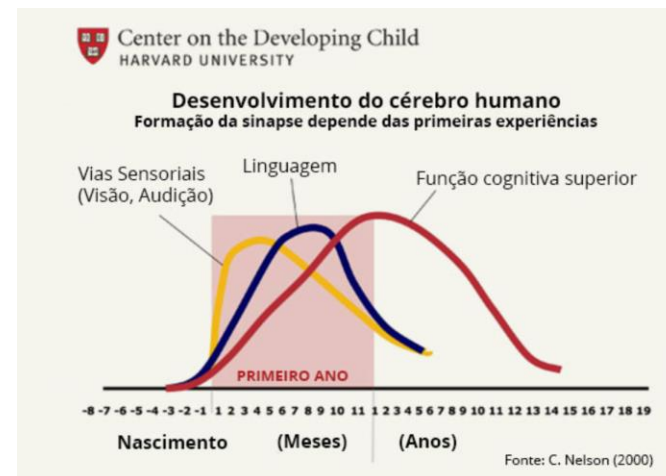 Center on the Developing Child
HARVARD UNIVERSITY
Desenvolvimento do cérebro humano
Formação da sinapse depende das primeiras experiências
Vias Sensoriais
(Visão, Audição)
Linguagem
Função cognitiva superior
PRIMEIRO ANO
-8 -7 -6 -5 -4 -3 -2 -1 1 2 3 4 5 6 7 8 9 10 11 1 2 3 4 5 6 7 8 9 10 11 12 13 14 15 16 17 18 19
Nascimento (Meses) (Anos)
Fonte: C. Nelson (2000)